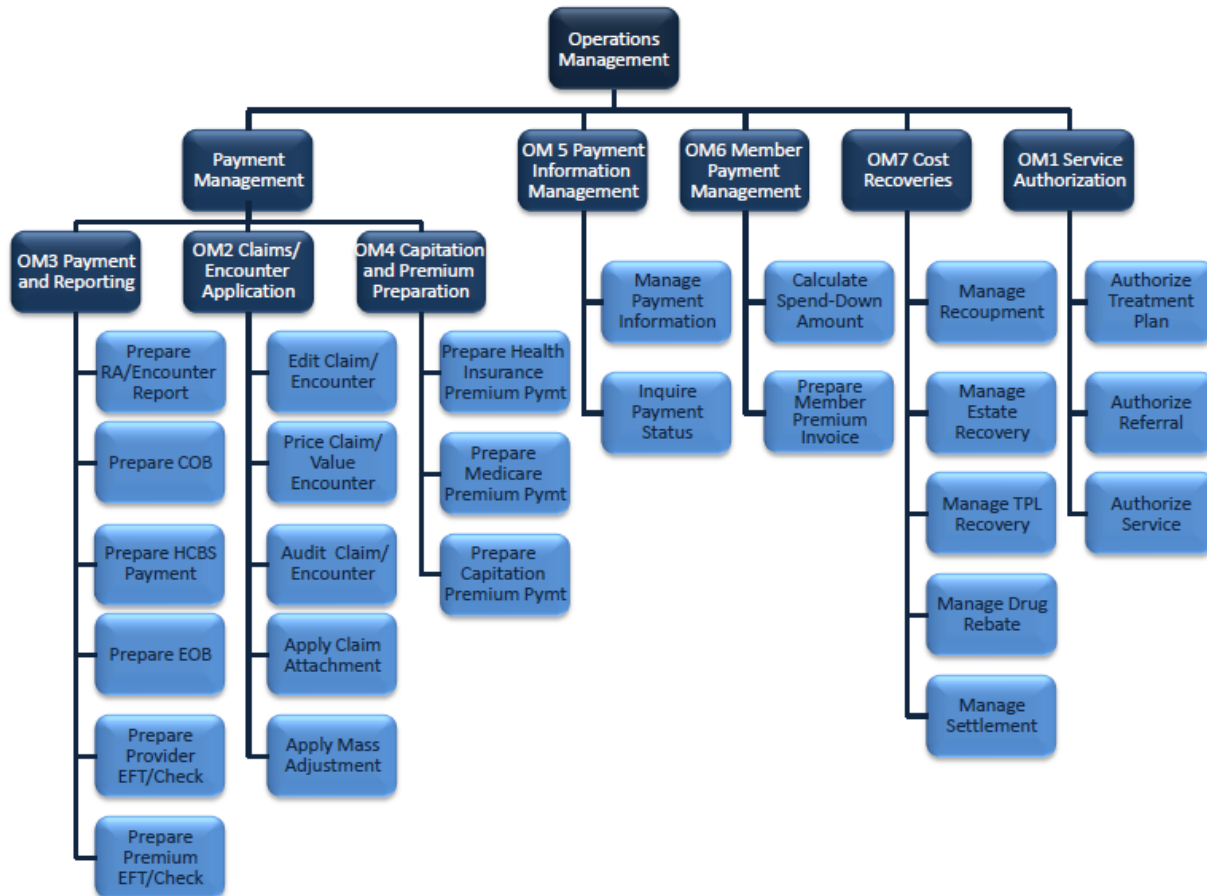 Operations
Management
Payment
Management
OM 5 Payment
Information
Management
OM6 Member
Payment
Management
OM7 Cost
Recoveries
OM1 Service
Authorization
OM3 Payment
and Reporting
OM2 Claims/
Encounter
Application
OM4 Capitation
and Premium
Preparation
Prepare
RA/Encounter
Report
Prepare COB
Prepare HCBS
Payment
Prepare EOB
Prepare
Provider
EFT/Check
Prepare
Premium
EFT/Check
Edit Claim/
Encounter
Price Claim/
Value
Encounter
Audit Claim/
Encounter
Apply Claim
Attachment
Apply Mass
Adjustment
Prepare Health
Insurance
Premium Pymt
Prepare
Medicare
Premium Pymt
Prepare
Capitation
Premium Pymt
Manage
Payment
Information
Inquire
Payment
Status
Calculate
Spend-Down
Amount
Prepare
Member
Premium
Invoice
Manage
Recoupment
Manage
Estate
Recovery
Manage TPL
Recovery
Manage Drug
Rebate
Manage
Settlement
Authorize
Treatment
Plan
Authorize
Referral
Authorize
Service